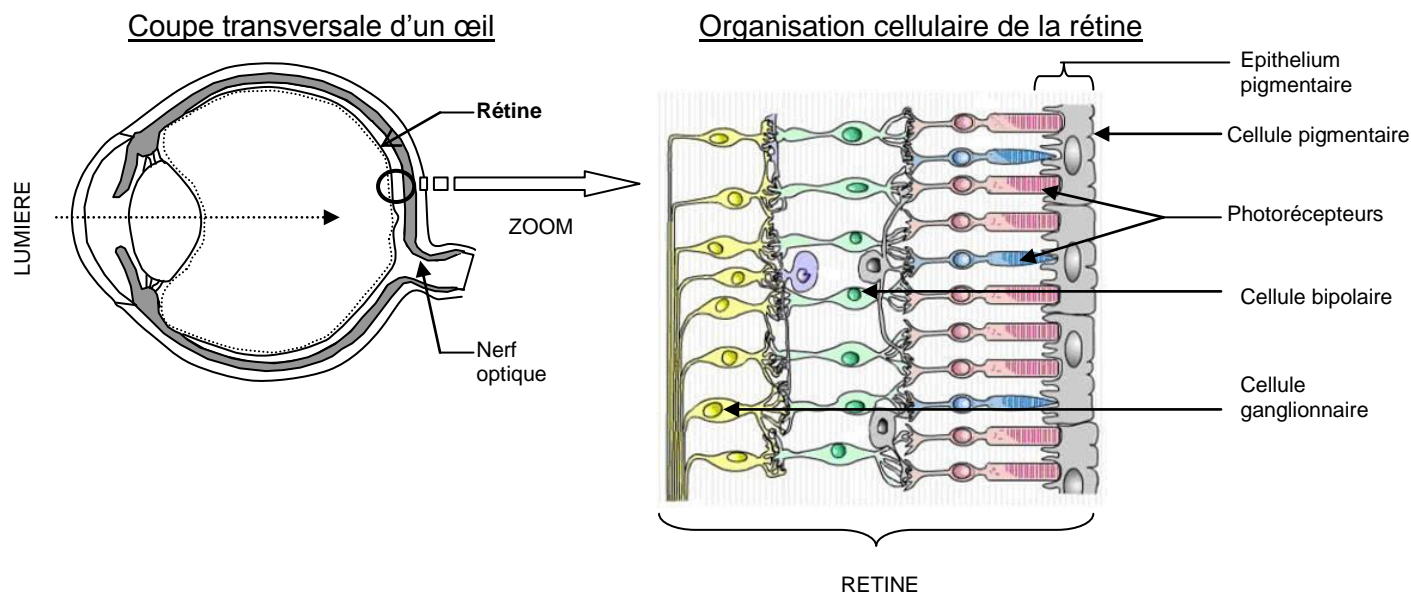 Coupe transversale d'un œil
Organisation cellulaire de la rétine
Rétine
LUMIERE
ZOOM
Nerf
optique
Epithelium
pigmentaire
Cellule pigmentaire
Photorécepteurs
Cellule bipolaire
Cellule
ganglionnaire
RETINE